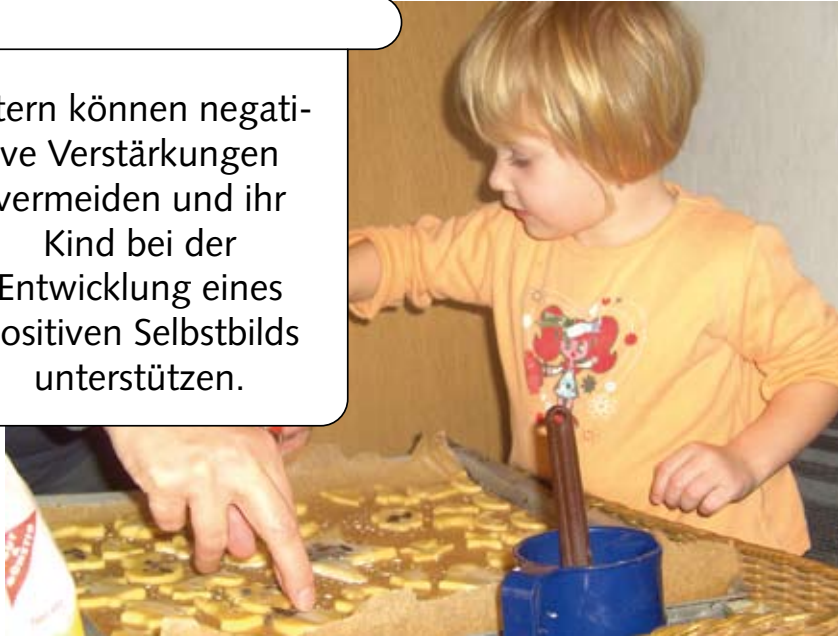 tern können negati-
ve Verstärkungen
vermeiden und ihr
Kind bei der
Entwicklung eines
ositiven Selbstbilds
unterstützen.